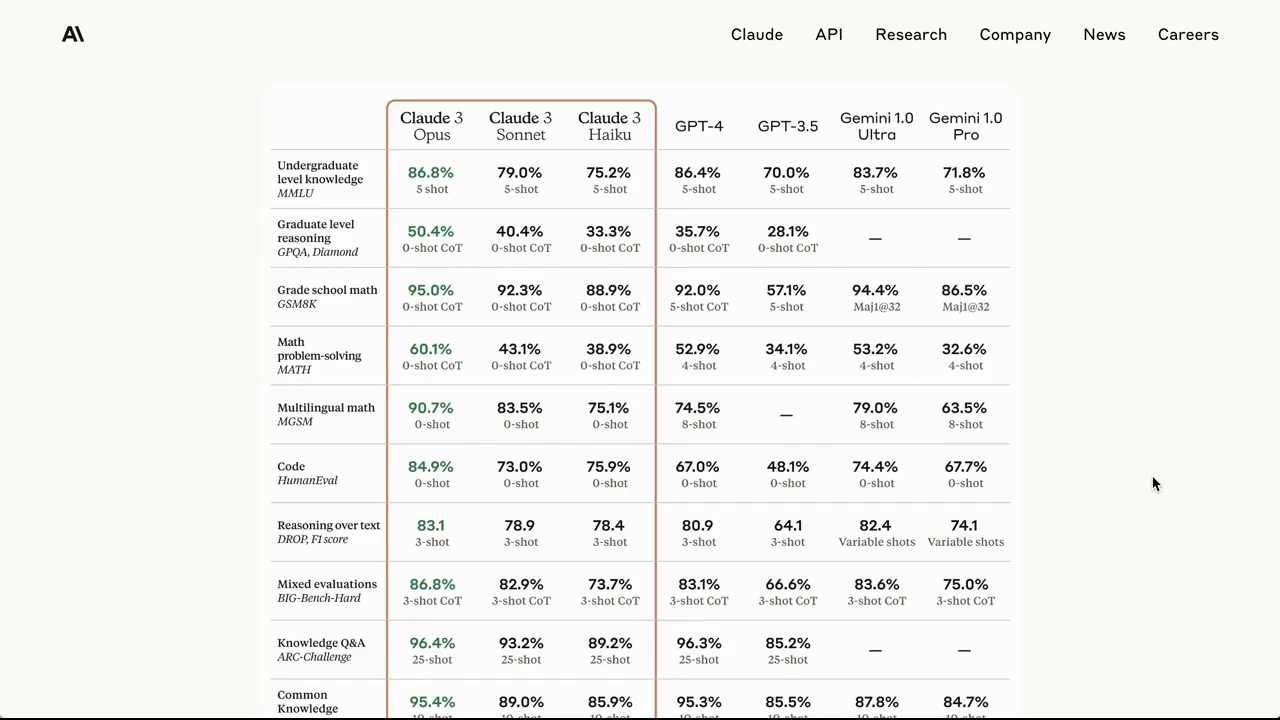 A\
Claude API Research Company News Careers
Claude 3 Opus Claude 3 Sonnet Claude 3 Haiku GPT-4 GPT-3.5 Gemini 1.0 Ultra Gemini 1.0 Pro
Undergraduate
level knowledge
MMLU
86.8% 79.0% 75.2% 86.4% 70.0% 83.7% 71.8%
5 shot 5-shot 5-shot 5-shot 5-shot 5-shot 5-shot
Graduate level
reasoning
GPQA, Diamond
50.4% 40.4% 33.3% 35.7% 28.1% — —
0-shot CoT 0-shot CoT 0-shot CoT 0-shot CoT 0-shot CoT
Grade school math
GSM8K
95.0% 92.3% 88.9% 92.0% 57.1% 94.4% 86.5%
0-shot CoT 0-shot CoT 0-shot CoT 5-shot CoT 5-shot Maj1@32 Maj1@32
Math
problem-solving
MATH
60.1% 43.1% 38.9% 52.9% 34.1% 53.2% 32.6%
0-shot CoT 0-shot CoT 0-shot CoT 4-shot 4-shot 4-shot 4-shot
Multilingual math
MGSM
90.7% 83.5% 75.1% 74.5% — 79.0% 63.5%
0-shot 0-shot 0-shot 8-shot 8-shot 8-shot
Code
HumanEval
84.9% 73.0% 75.9% 67.0% 48.1% 74.4% 67.7%
0-shot 0-shot 0-shot 0-shot 0-shot 0-shot 0-shot
Reasoning over text
DROP, F1 score
83.1 78.9 78.4 80.9 64.1 82.4 74.1
3-shot 3-shot 3-shot 3-shot 3-shot Variable shots Variable shots
Mixed evaluations
BIG-Bench-Hard
86.8% 82.9% 73.7% 83.1% 66.6% 83.6% 75.0%
3-shot CoT 3-shot CoT 3-shot CoT 3-shot CoT 3-shot CoT 3-shot CoT 3-shot CoT
Knowledge Q&A
ARC-Challenge
96.4% 93.2% 89.2% 96.3% 85.2% — —
25-shot 25-shot 25-shot 25-shot 25-shot
Common
Knowledge
95.4% 89.0% 85.9% 95.3% 85.5% 87.8% 84.7%